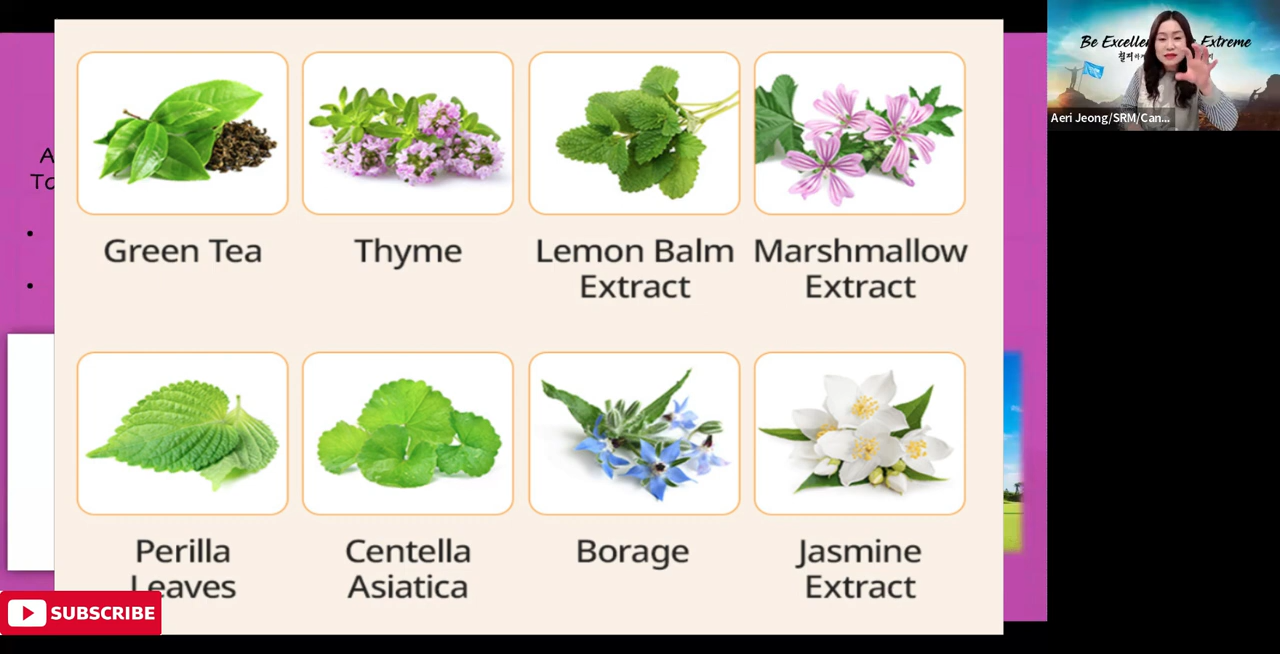 Green Tea
Thyme
Lemon Balm
Extract
Marshmallow
Extract
Perilla
Leaves
Centella
Asiatica
Borage
Jasmine
Extract
SUBSCRIBE
Be Excellen
Extreme
Aeri Jeong/SRM/Can...